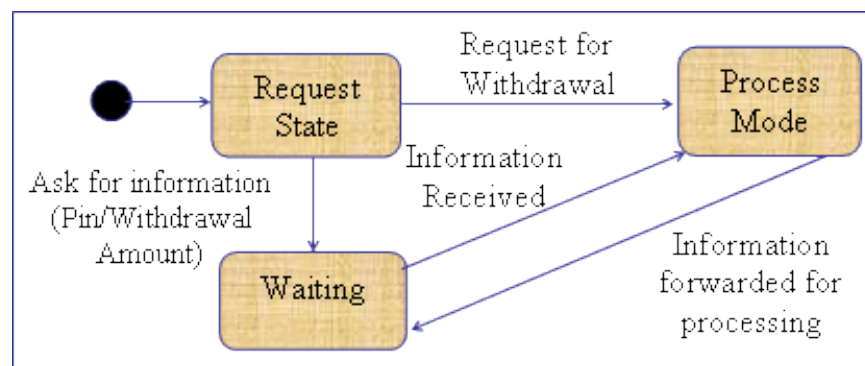 Request
State
Request for
Withdrawal
Process
Mode
Ask for information
(Pin/Withdrawal
Amount)
Information
Received
Waiting
Information
forwarded for
processing